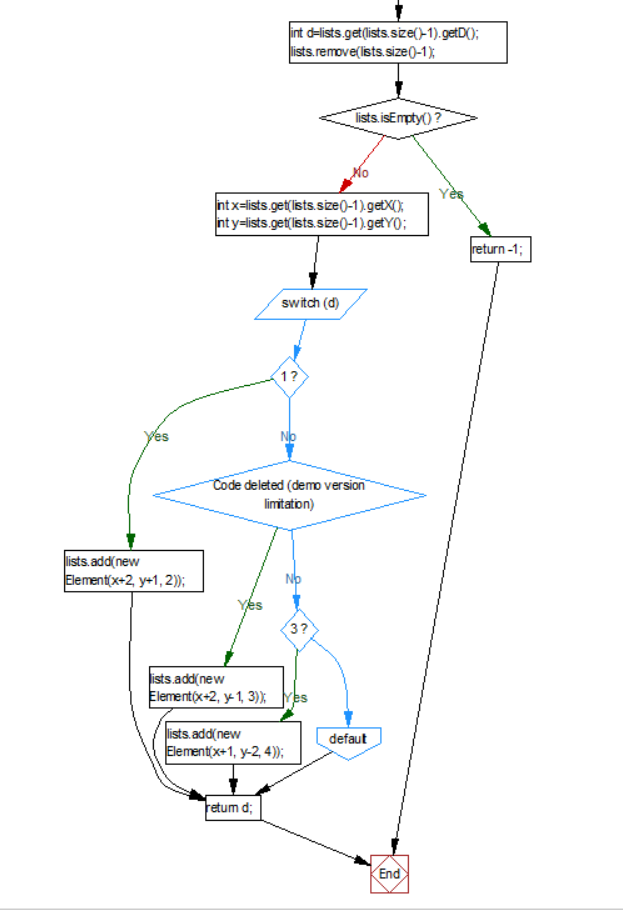 int d=lists.get(lists.size()-1).getD();
lists.remove(lists.size()-1);
lists.isEmpty() ?
No
Yes
int x=lists.get(lists.size()-1).getX();
int y=lists.get(lists.size()-1).getY();
return -1;
switch (d)
1 ?
Yes
No
Code deleted (demo version
limitation)
lists.add(new
Element(x+2, y+1, 2));
No
Yes
3 ?
lists.add(new
Element(x+2, y-1, 3));
Yes
lists.add(new
Element(x+1, y-2, 4));
default
return d;
End